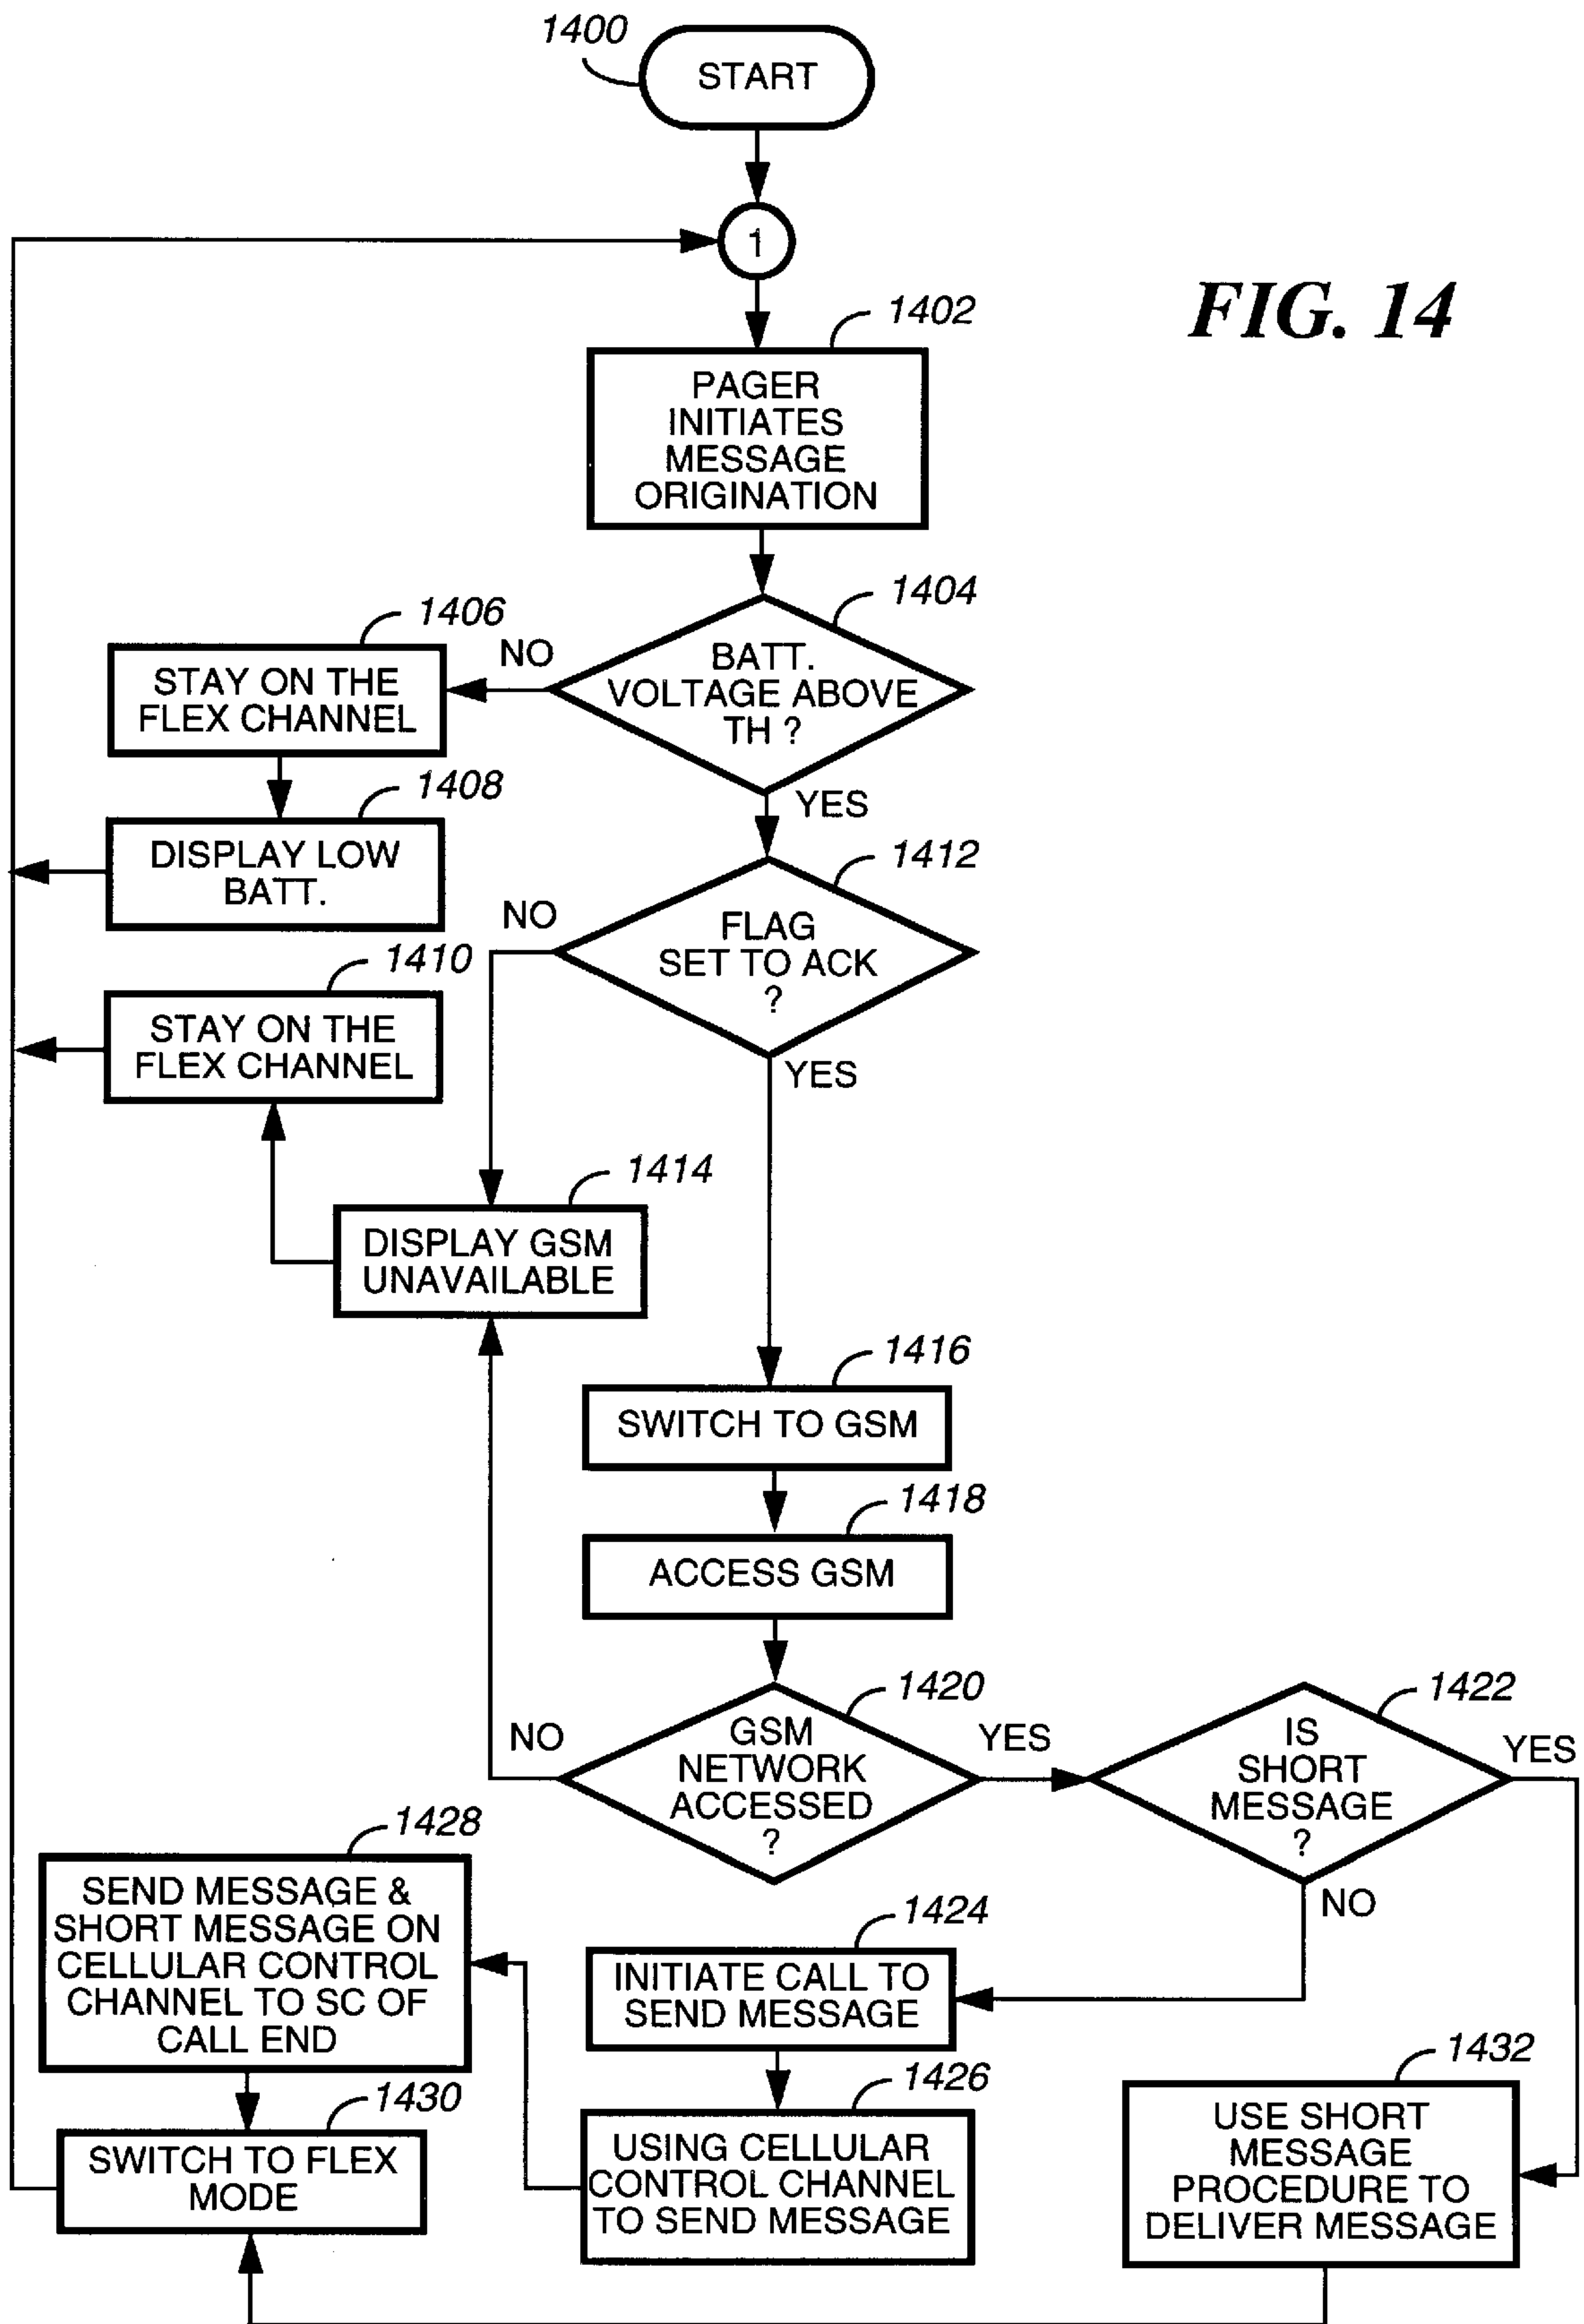 1400
START
1
FIG. 14
1402
PAGER
INITIATES
MESSAGE
ORIGINATION
1404
BATT.
VOLTAGE ABOVE
TH ?
NO
YES
1406
STAY ON THE
FLEX CHANNEL
1408
DISPLAY LOW
BATT.
1412
FLAG
SET TO ACK
?
NO
YES
1410
STAY ON THE
FLEX CHANNEL
1414
DISPLAY GSM
UNAVAILABLE
1416
SWITCH TO GSM
1418
ACCESS GSM
1420
GSM
NETWORK
ACCESSED
?
NO
YES
1422
IS
SHORT
MESSAGE
?
YES
NO
1424
INITIATE CALL TO
SEND MESSAGE
1426
USING CELLULAR
CONTROL CHANNEL
TO SEND MESSAGE
1428
SEND MESSAGE &
SHORT MESSAGE ON
CELLULAR CONTROL
CHANNEL TO SC OF
CALL END
1430
SWITCH TO FLEX
MODE
1432
USE SHORT
MESSAGE
PROCEDURE TO
DELIVER MESSAGE